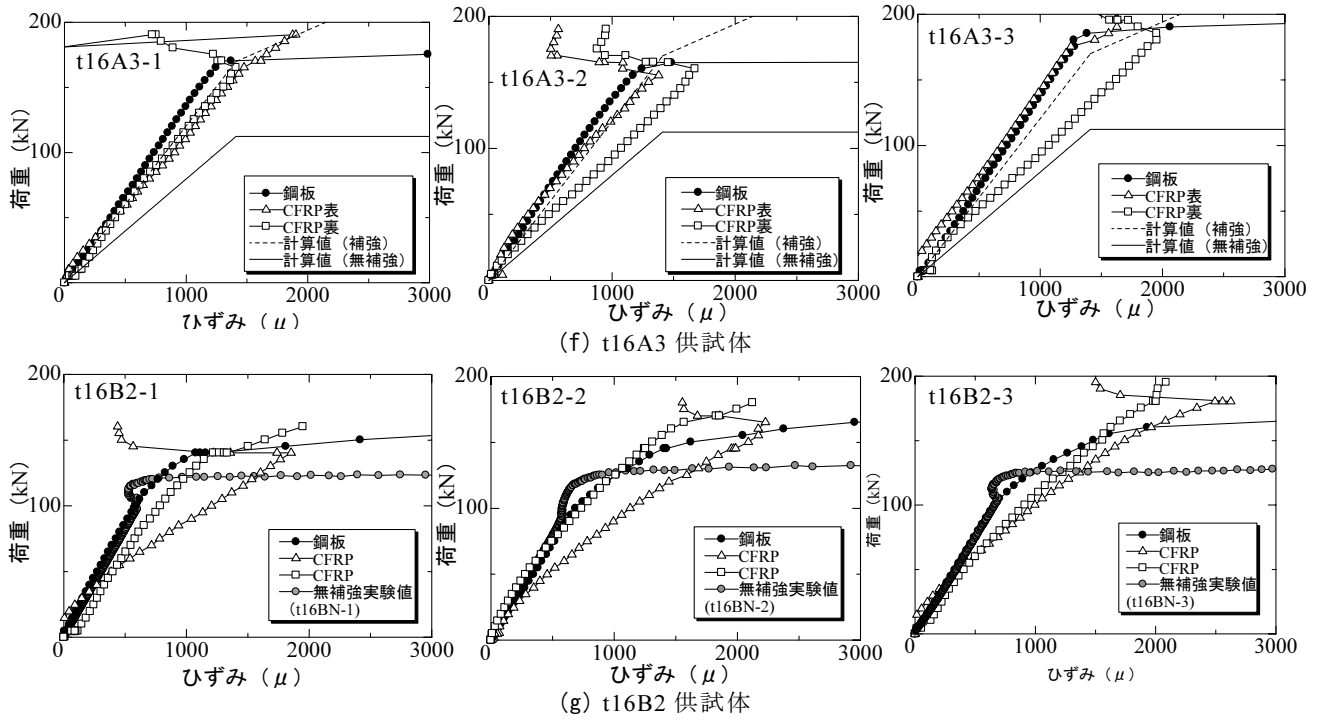 200
t16A3-1
荷重 (kN)
100
鋼板
CFRP表
CFRP裏
計算値 (補強)
計算値 (無補強)
0
1000
2000
3000
ひずみ (μ)
200
t16A3-2
荷重 (kN)
100
鋼板
CFRP表
CFRP裏
計算値 (補強)
計算値 (無補強)
0
1000
2000
3000
ひずみ (μ)
200
t16A3-3
荷重 (kN)
100
鋼板
CFRP表
CFRP裏
計算値 (補強)
計算値 (無補強)
0
1000
2000
3000
ひずみ (μ)
(f) t16A3 供試体
200
t16B2-1
荷重 (kN)
100
鋼板
CFRP
CFRP
無補強実験値
(t16BN-1)
0
0
1000
2000
3000
ひずみ (μ)
200
t16B2-2
荷重 (kN)
100
鋼板
CFRP
CFRP
無補強実験値
(t16BN-2)
0
0
1000
2000
3000
ひずみ (μ)
200
t16B2-3
荷重 (kN)
100
鋼板
CFRP
CFRP
無補強実験値
(t16BN-3)
0
0
1000
2000
3000
ひずみ (μ)
(g) t16B2 供試体